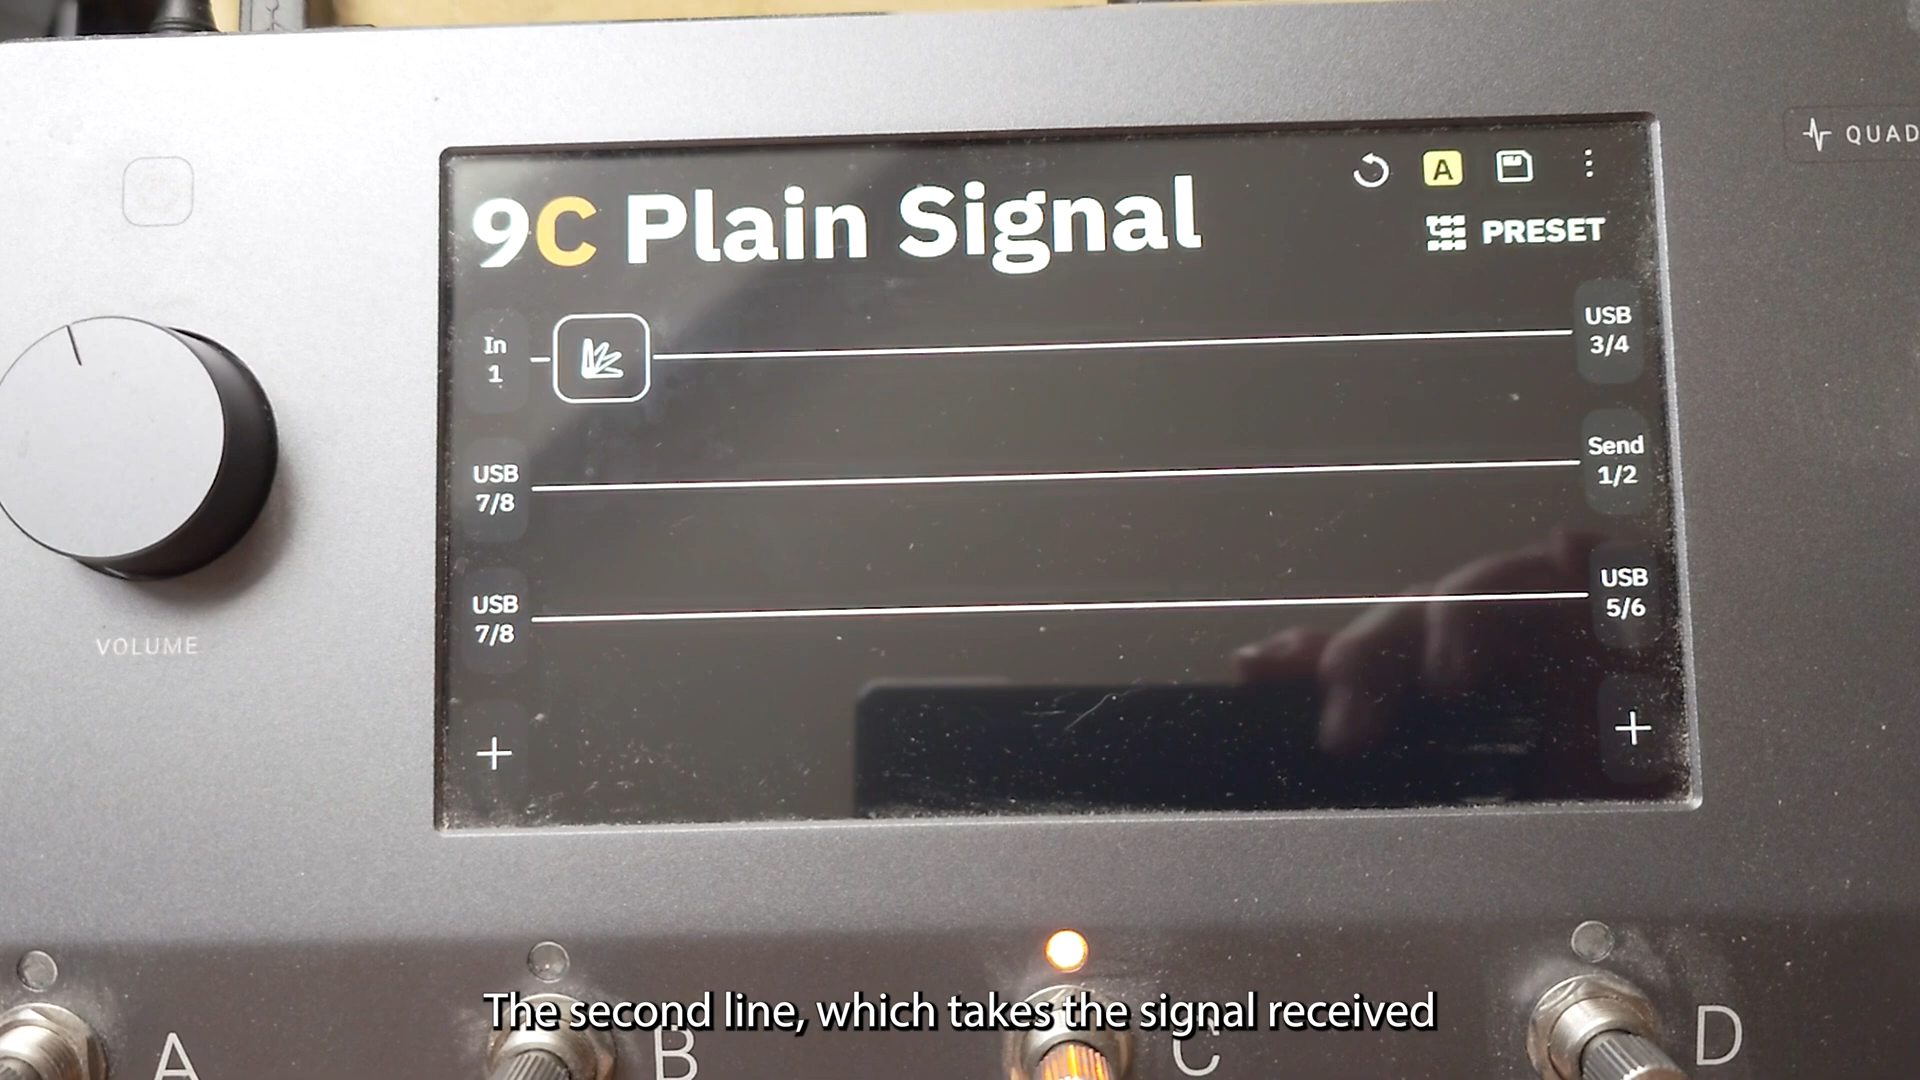 QUAD
A
9C Plain Signal
PRESET
In
1
USB
3/4
USB
7/8
Send
1/2
USB
7/8
USB
5/6
VOLUME
The second line, which takes the signal received
A
B
C
D